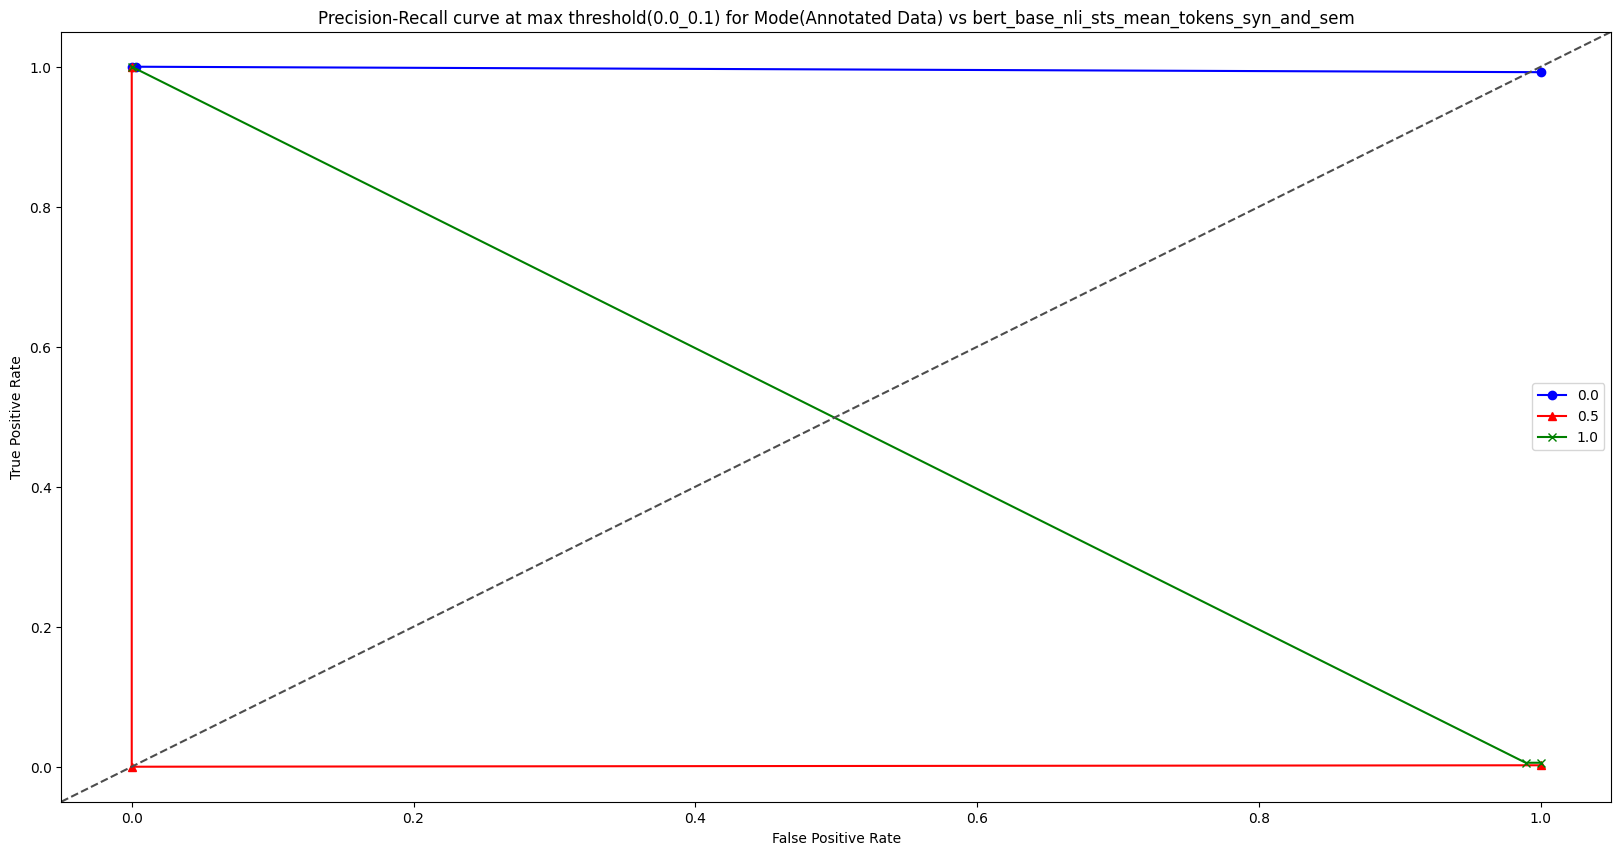 Precision-Recall curve at max threshold(0.0_0.1) for Mode(Annotated Data) vs bert_base_nli_sts_mean_tokens_syn_and_sem
1.0
0.8
0.6
0.4
0.2
0.0
True Positive Rate
0.0
0.5
1.0
0.0 0.2 0.4 0.6 0.8 1.0
False Positive Rate